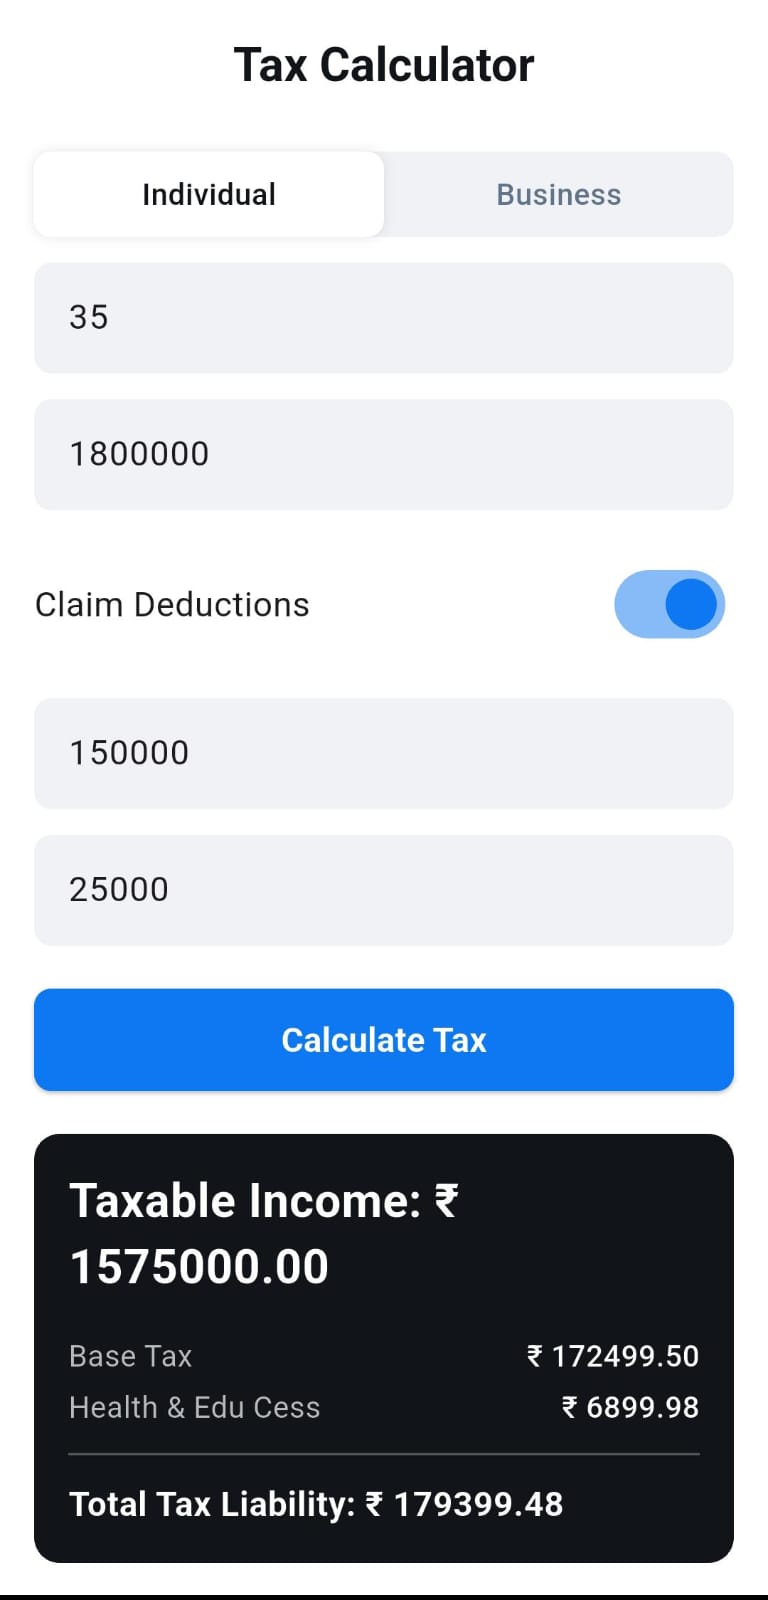 Tax Calculator
Individual Business
35
1800000
Claim Deductions
150000
25000
Calculate Tax
Taxable Income: ₹
1575000.00
Base Tax ₹ 172499.50
Health & Edu Cess ₹ 6899.98
Total Tax Liability: ₹ 179399.48